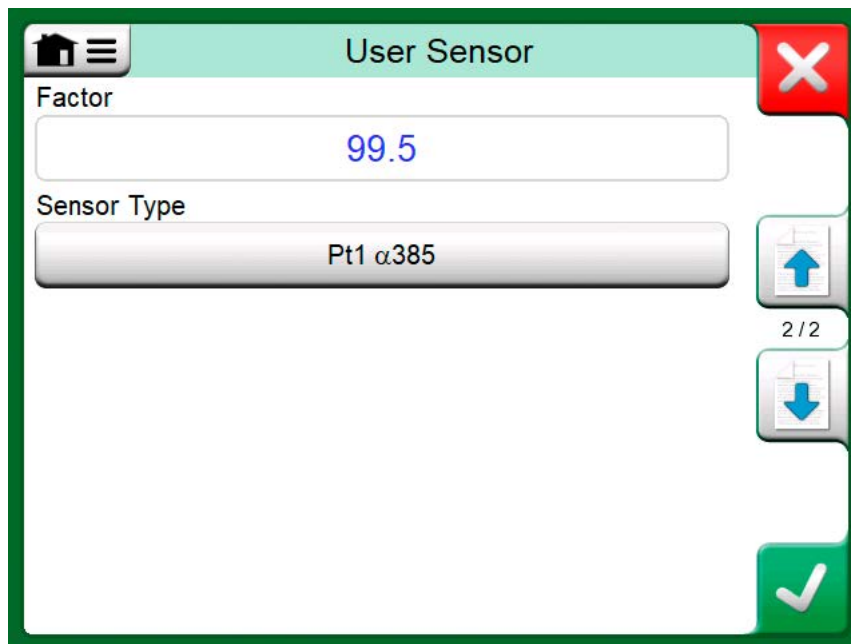 User Sensor
Factor
99.5
Sensor Type
Pt1 α385
2 / 2